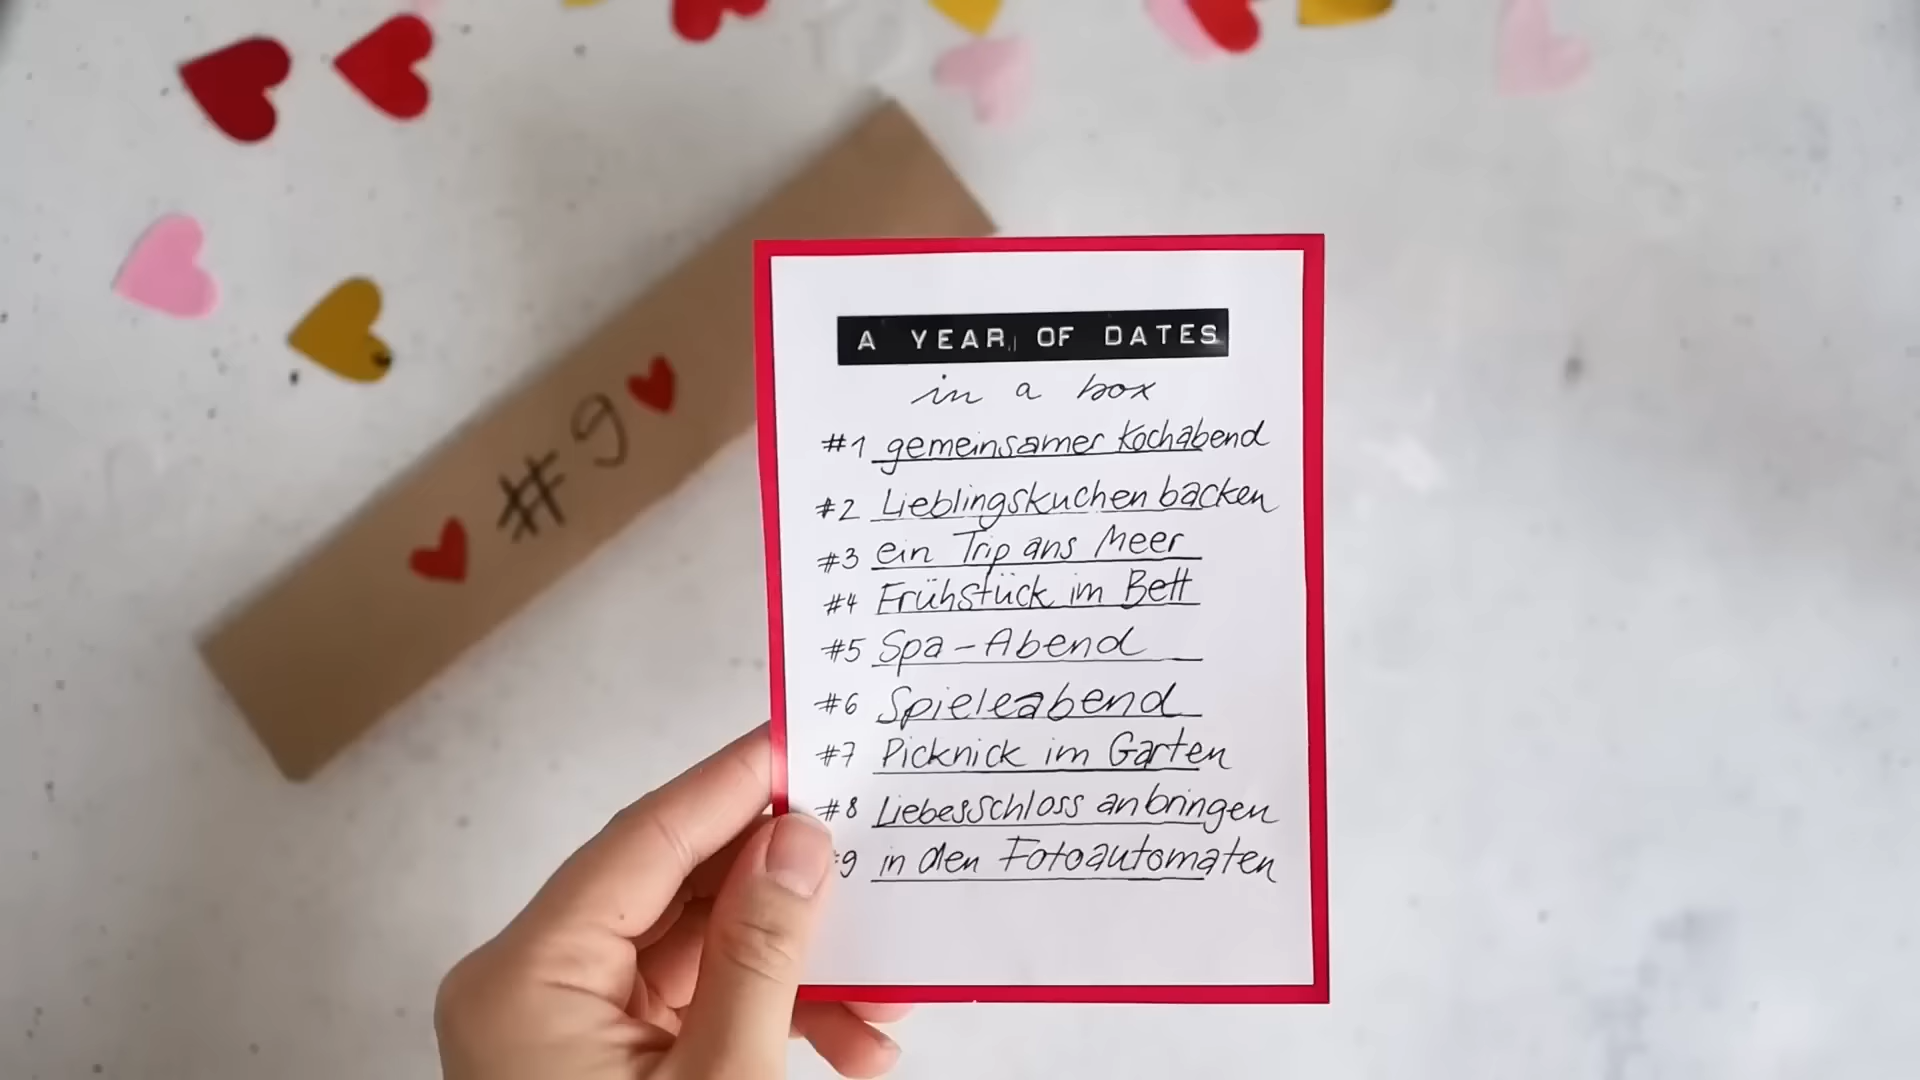 A YEAR OF DATES
in a box
#1 gemeinsamer Kochabend
#2 Lieblingskuchen backen
#3 ein Trip ans Meer
#4 Frühstück im Bett
#5 Spa-Abend
#6 Spieleabend
#7 Picknick im Garten
#8 Liebesschloss anbringen
#9 in den Fotoautomaten
#9